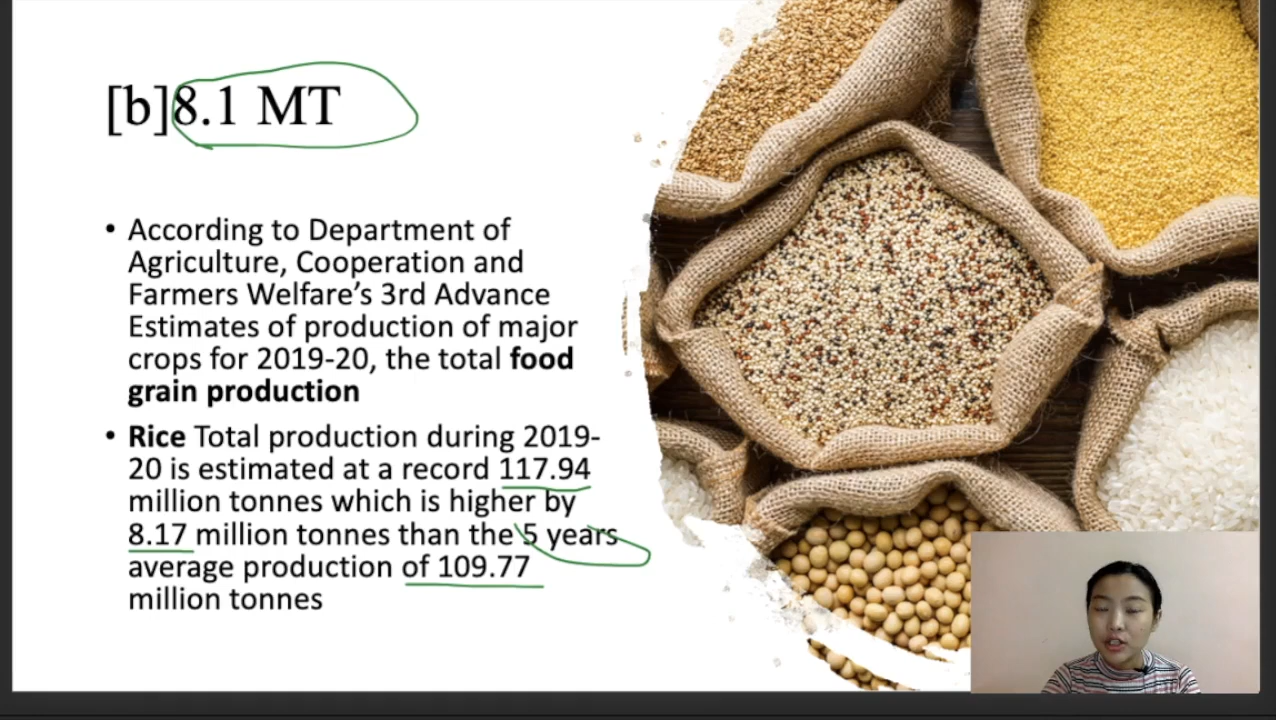 [b]8.1 MT
• According to Department of
Agriculture, Cooperation and
Farmers Welfare’s 3rd Advance
Estimates of production of major
crops for 2019-20, the total food
grain production
• Rice Total production during 2019-
20 is estimated at a record 117.94
million tonnes which is higher by
8.17 million tonnes than the 5 years
average production of 109.77
million tonnes